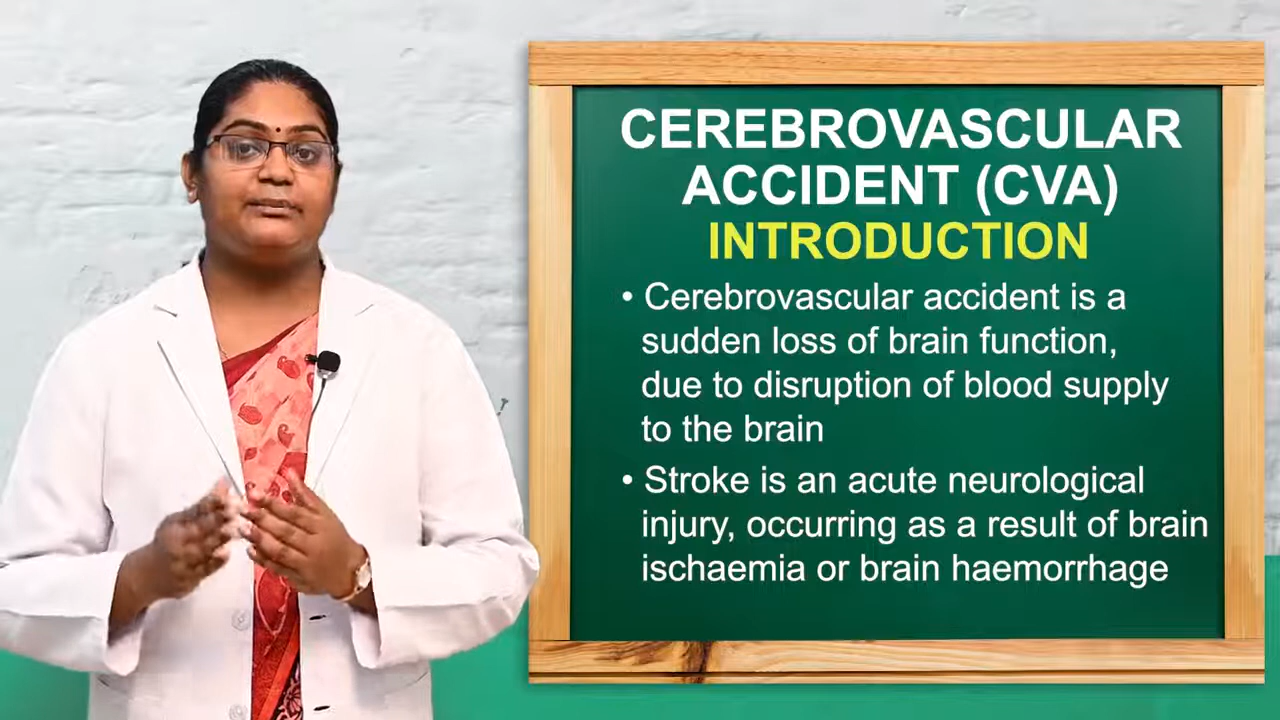 CEREBROVASCULAR
ACCIDENT (CVA)
INTRODUCTION
• Cerebrovascular accident is a
sudden loss of brain function,
due to disruption of blood supply
to the brain
• Stroke is an acute neurological
injury, occurring as a result of brain
ischaemia or brain haemorrhage